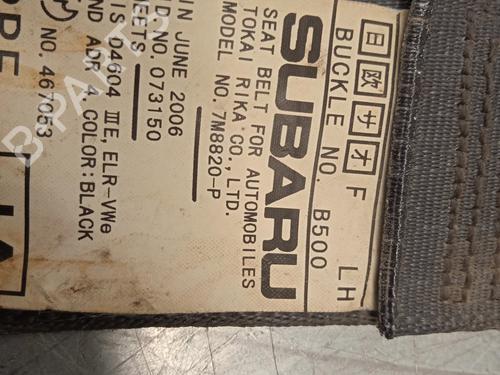 日欧サオ F LH
BUCKLE NO. B500
SUBARU
SEAT BELT FOR AUTOMOBILES
TOKAI RIKA CO., LTD.
MODEL NO. 7M8820-P
IN JUNE 2006
D NO. 073150
EETS
IS D4604 ⅢE, ELR-VWe
ND ADR 4. COLOR:BLACK
NO. 467053
B-PARTS